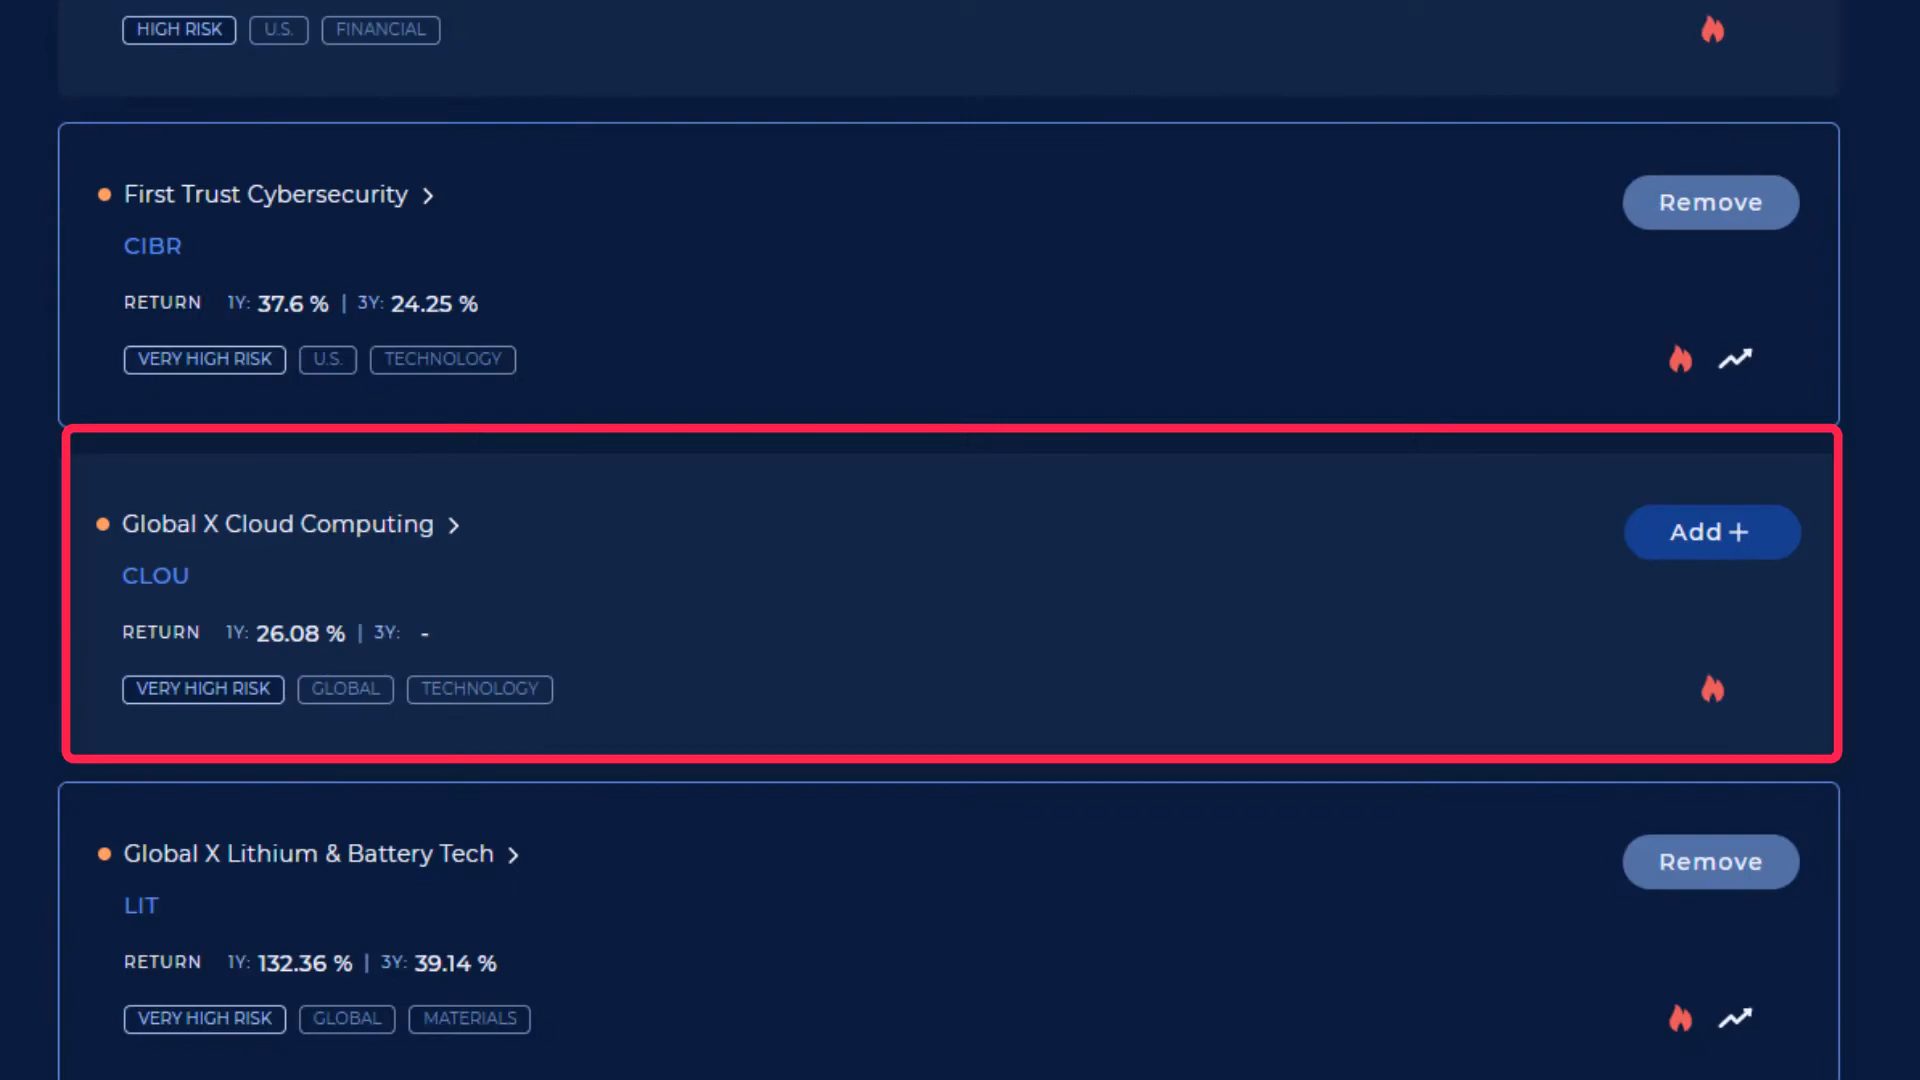 HIGH RISK U.S. FINANCIAL
First Trust Cybersecurity
Remove
CIBR
RETURN 1Y: 37.6 % | 3Y: 24.25 %
VERY HIGH RISK U.S. TECHNOLOGY
Global X Cloud Computing
Add +
CLOU
RETURN 1Y: 26.08 % | 3Y: -
VERY HIGH RISK GLOBAL TECHNOLOGY
Global X Lithium & Battery Tech
Remove
LIT
RETURN 1Y: 132.36 % | 3Y: 39.14 %
VERY HIGH RISK GLOBAL MATERIALS